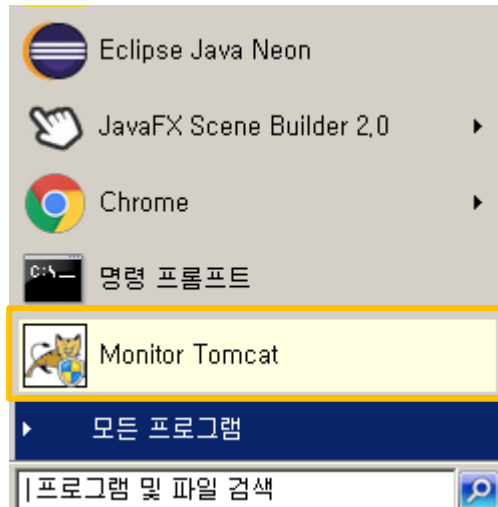 Eclipse Java Neon
JavaFX Scene Builder 2,0
Chrome
C:\
명령 프롬프트
Monitor Tomcat
모든 프로그램
프로그램 및 파일 검색